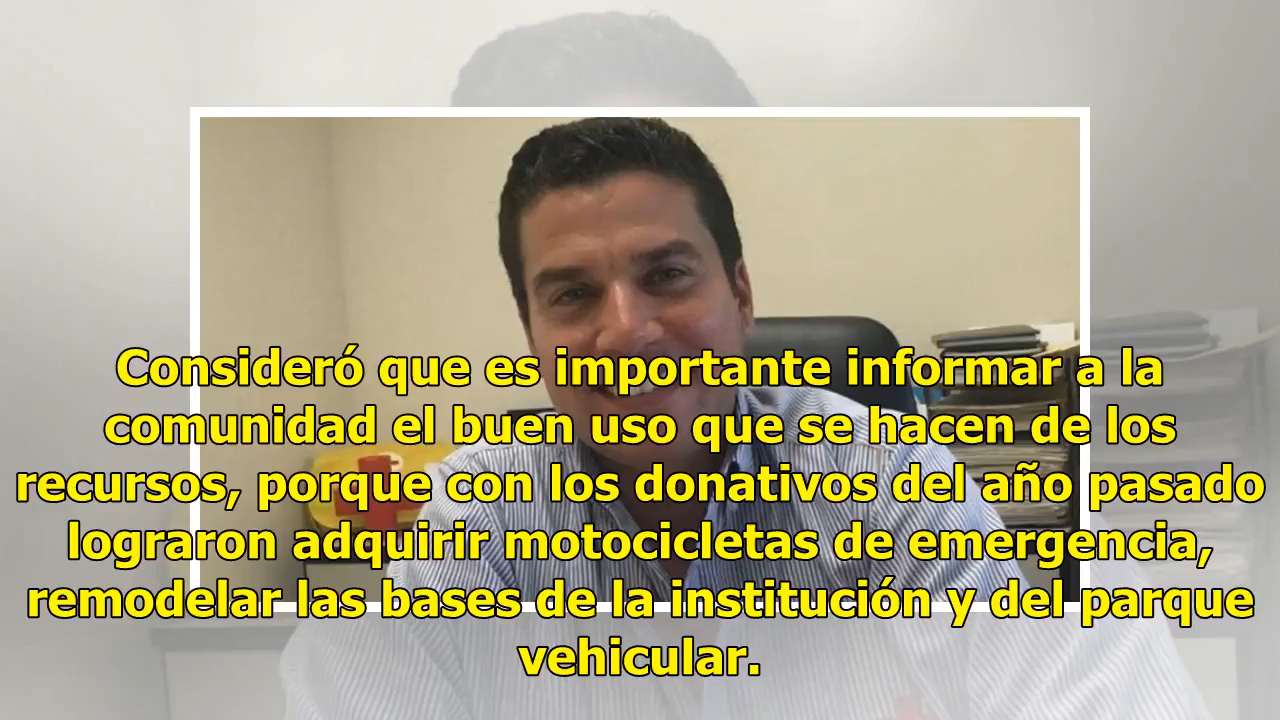 Consideró que es importante informar a la
comunidad el buen uso que se hacen de los
recursos, porque con los donativos del año pasado
lograron adquirir motocicletas de emergencia,
remodelar las bases de la institución y del parque
vehicular.